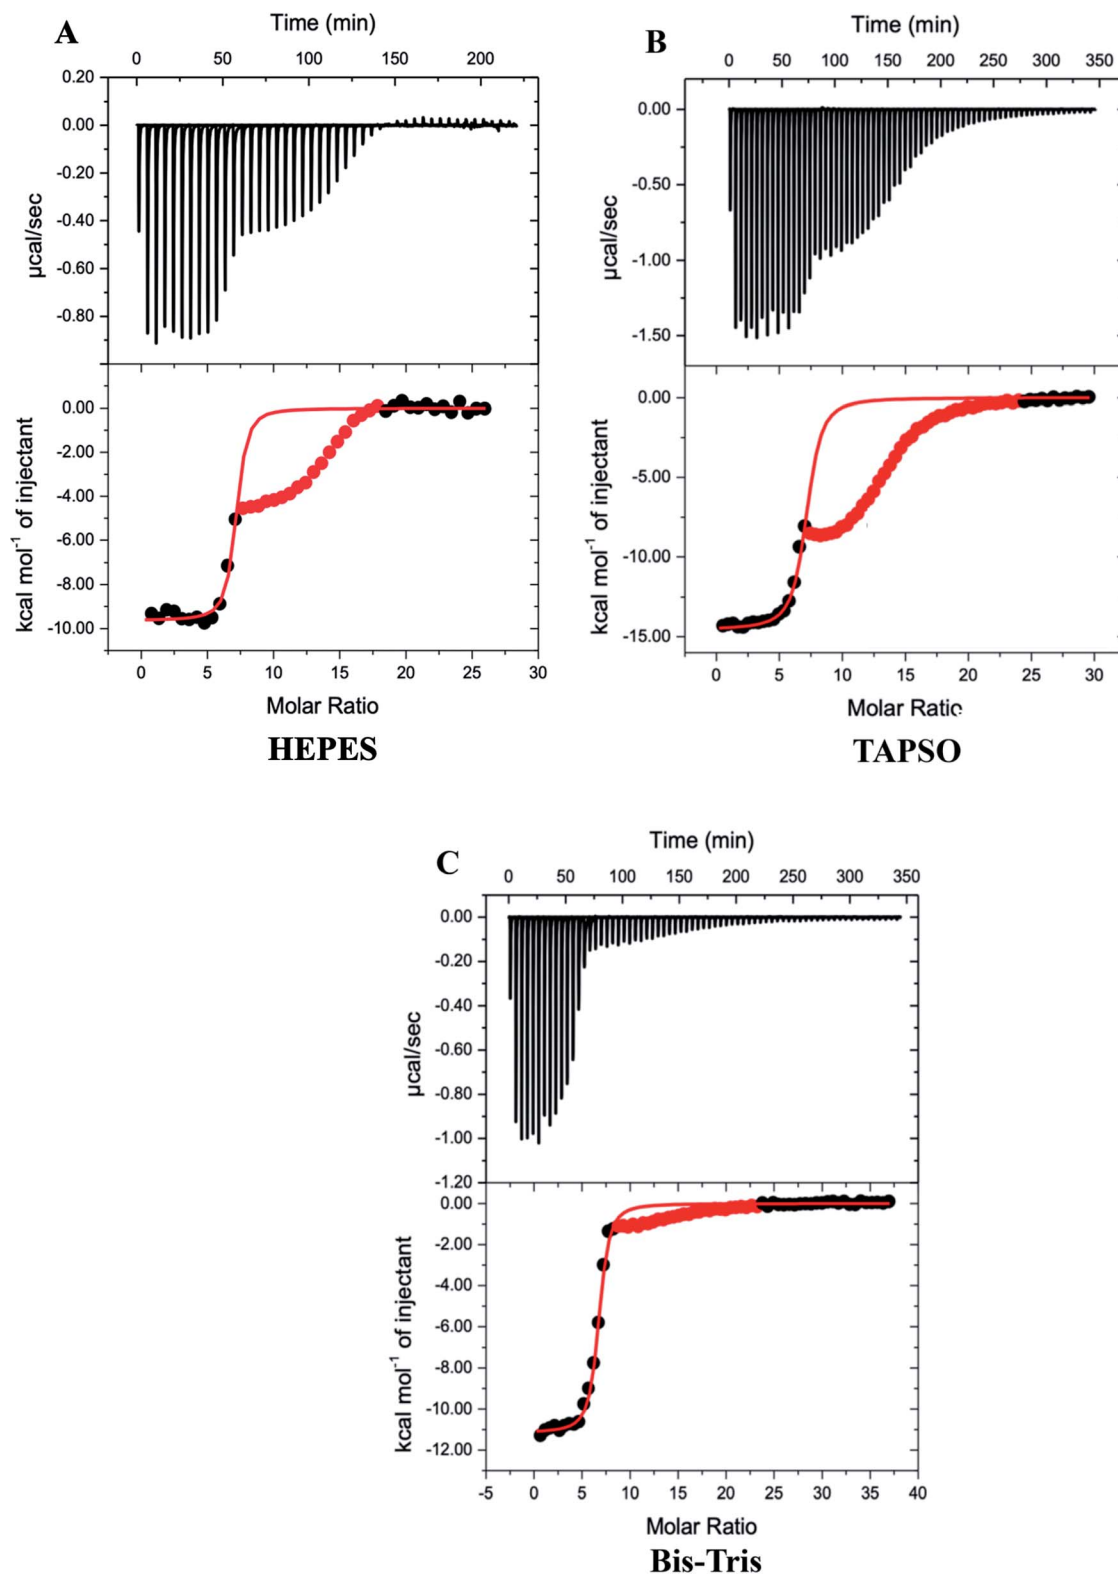 A
Time (min)
0 50 100 150 200
0.20
0.00
-0.20
-0.40
-0.60
-0.80
µcal/sec
0.00
-2.00
-4.00
-6.00
-8.00
-10.00
kcal mol⁻¹ of injectant
0 5 10 15 20 25 30
Molar Ratio
HEPES
B
Time (min)
0 50 100 150 200 250 300 350
0.00
-0.50
-1.00
-1.50
µcal/sec
0.00
-5.00
-10.00
-15.00
kcal mol⁻¹ of injectant
0 5 10 15 20 25 30
Molar Ratio
TAPSO
C
Time (min)
0 50 100 150 200 250 300 350
0.00
-0.20
-0.40
-0.60
-0.80
-1.00
-1.20
µcal/sec
0.00
-2.00
-4.00
-6.00
-8.00
-10.00
-12.00
kcal mol⁻¹ of injectant
-5 0 5 10 15 20 25 30 35 40
Molar Ratio
Bis-Tris